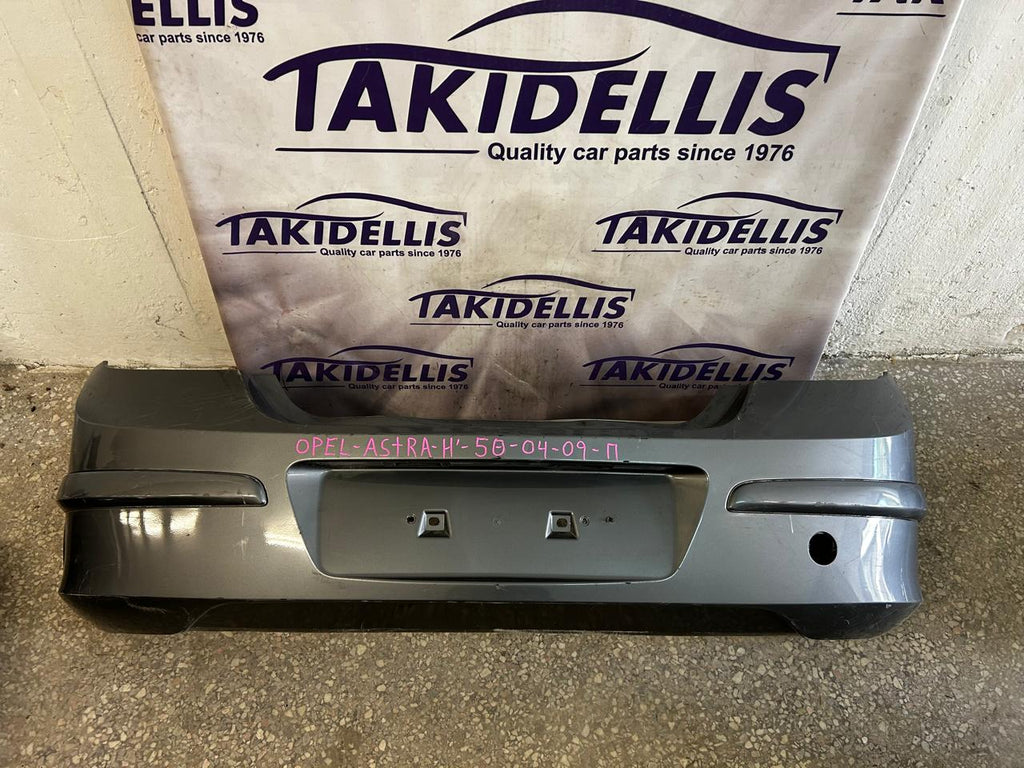 ELLIS
car parts since 1976
TAKIDELLIS
Quality car parts since 1976
TAKIDELLIS
Quality car parts since 1976
TAKIDELLIS
Quality car parts since 1976
TAKIDELLIS
Quality car parts since 1976
TAKIDELLIS
Quality car parts since 1976
TAKIDELLIS
Quality car pa
OPEL-ASTRA-H'-5θ-04-09-Π